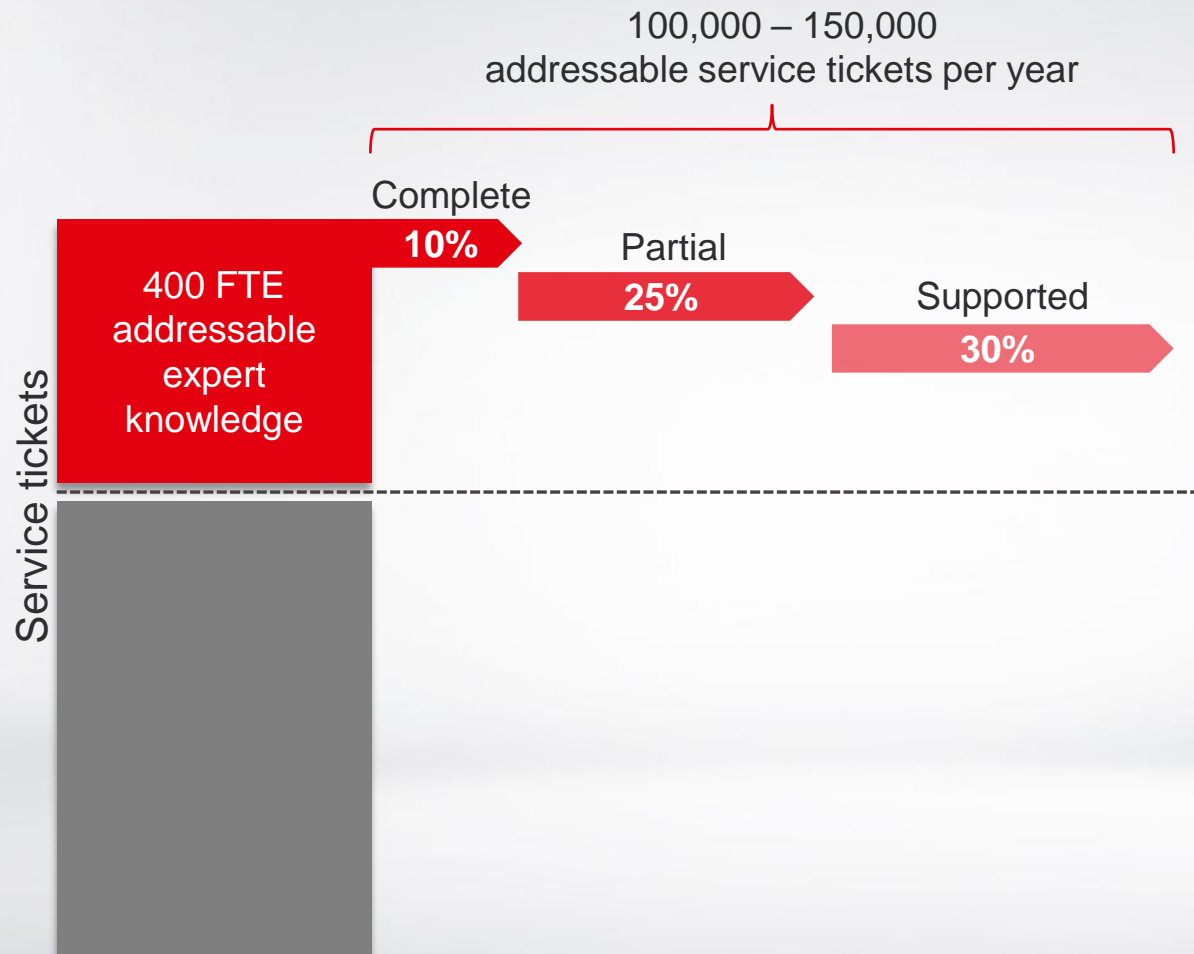 100,000 – 150,000
addressable service tickets per year
Complete
10%
Partial
25%
Supported
30%
400 FTE
addressable
expert
knowledge
Service tickets